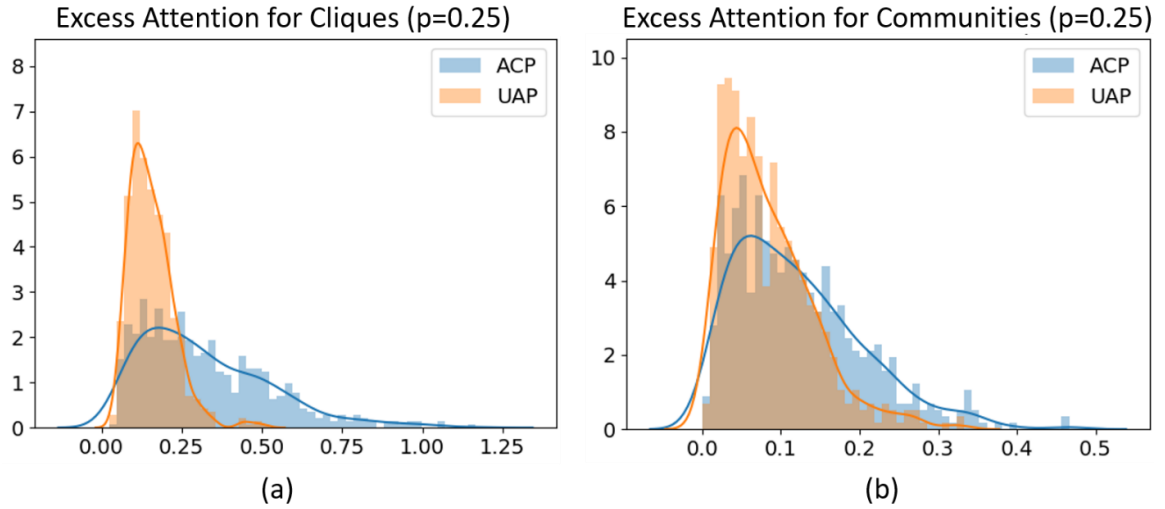 Excess Attention for Cliques (p=0.25)
8
7
6
5
4
3
2
1
0
ACP
UAP
0.00 0.25 0.50 0.75 1.00 1.25
(a)
Excess Attention for Communities (p=0.25)
10
8
6
4
2
0
ACP
UAP
0.0 0.1 0.2 0.3 0.4 0.5
(b)